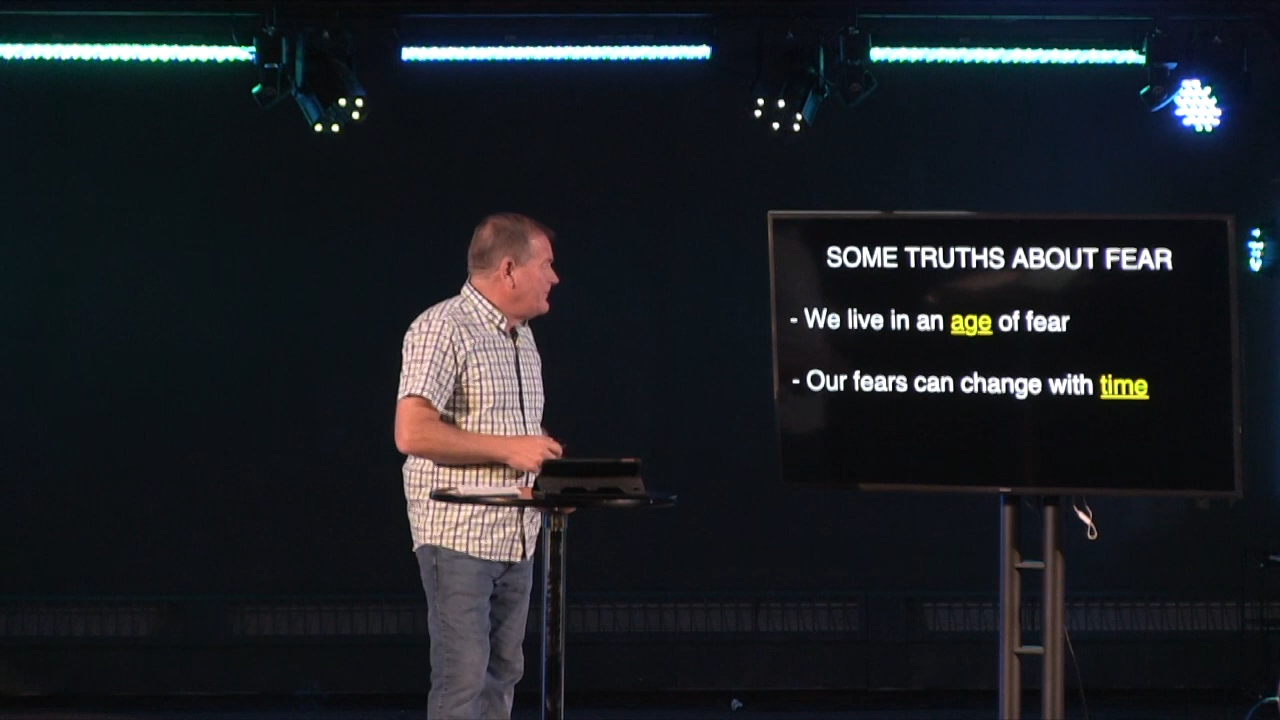 SOME TRUTHS ABOUT FEAR
- We live in an age of fear
- Our fears can change with time